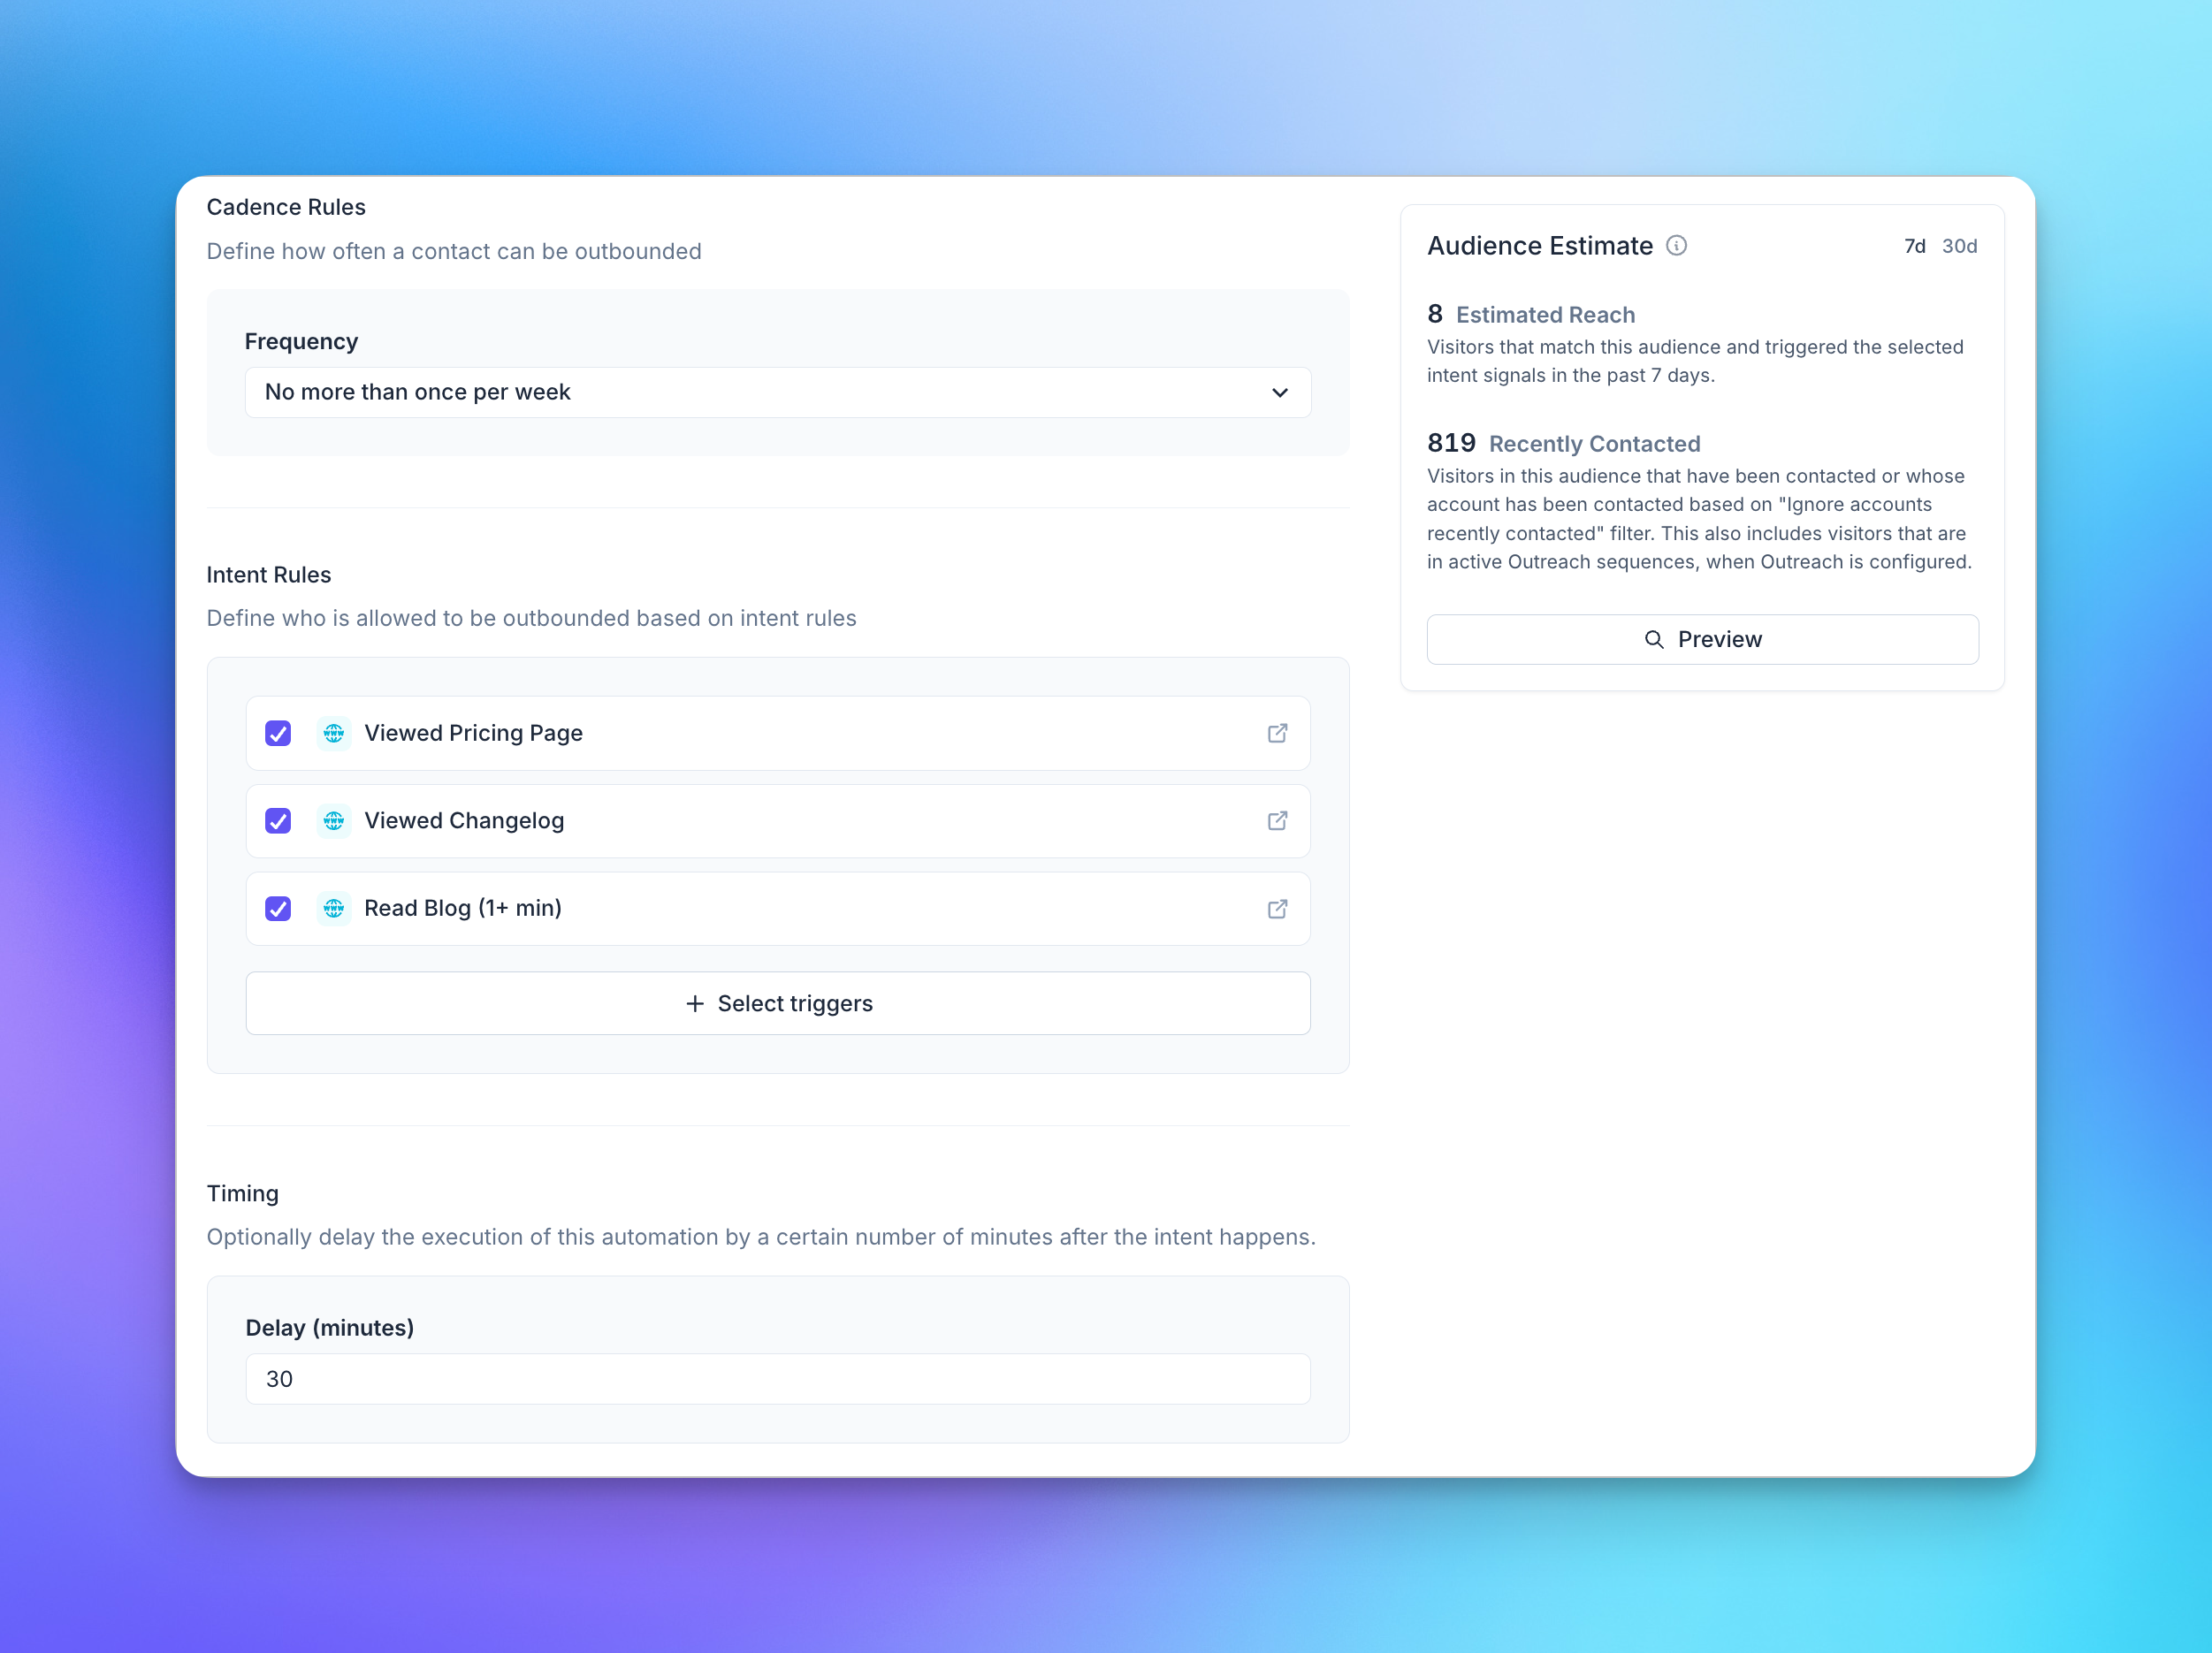 Cadence Rules
Define how often a contact can be outbounded
Frequency
No more than once per week
Intent Rules
Define who is allowed to be outbounded based on intent rules
Viewed Pricing Page
Viewed Changelog
Read Blog (1+ min)
+ Select triggers
Timing
Optionally delay the execution of this automation by a certain number of minutes after the intent happens.
Delay (minutes)
30
Audience Estimate
7d 30d
8 Estimated Reach
Visitors that match this audience and triggered the selected
intent signals in the past 7 days.
819 Recently Contacted
Visitors in this audience that have been contacted or whose
account has been contacted based on "Ignore accounts
recently contacted" filter. This also includes visitors that are
in active Outreach sequences, when Outreach is configured.
Preview